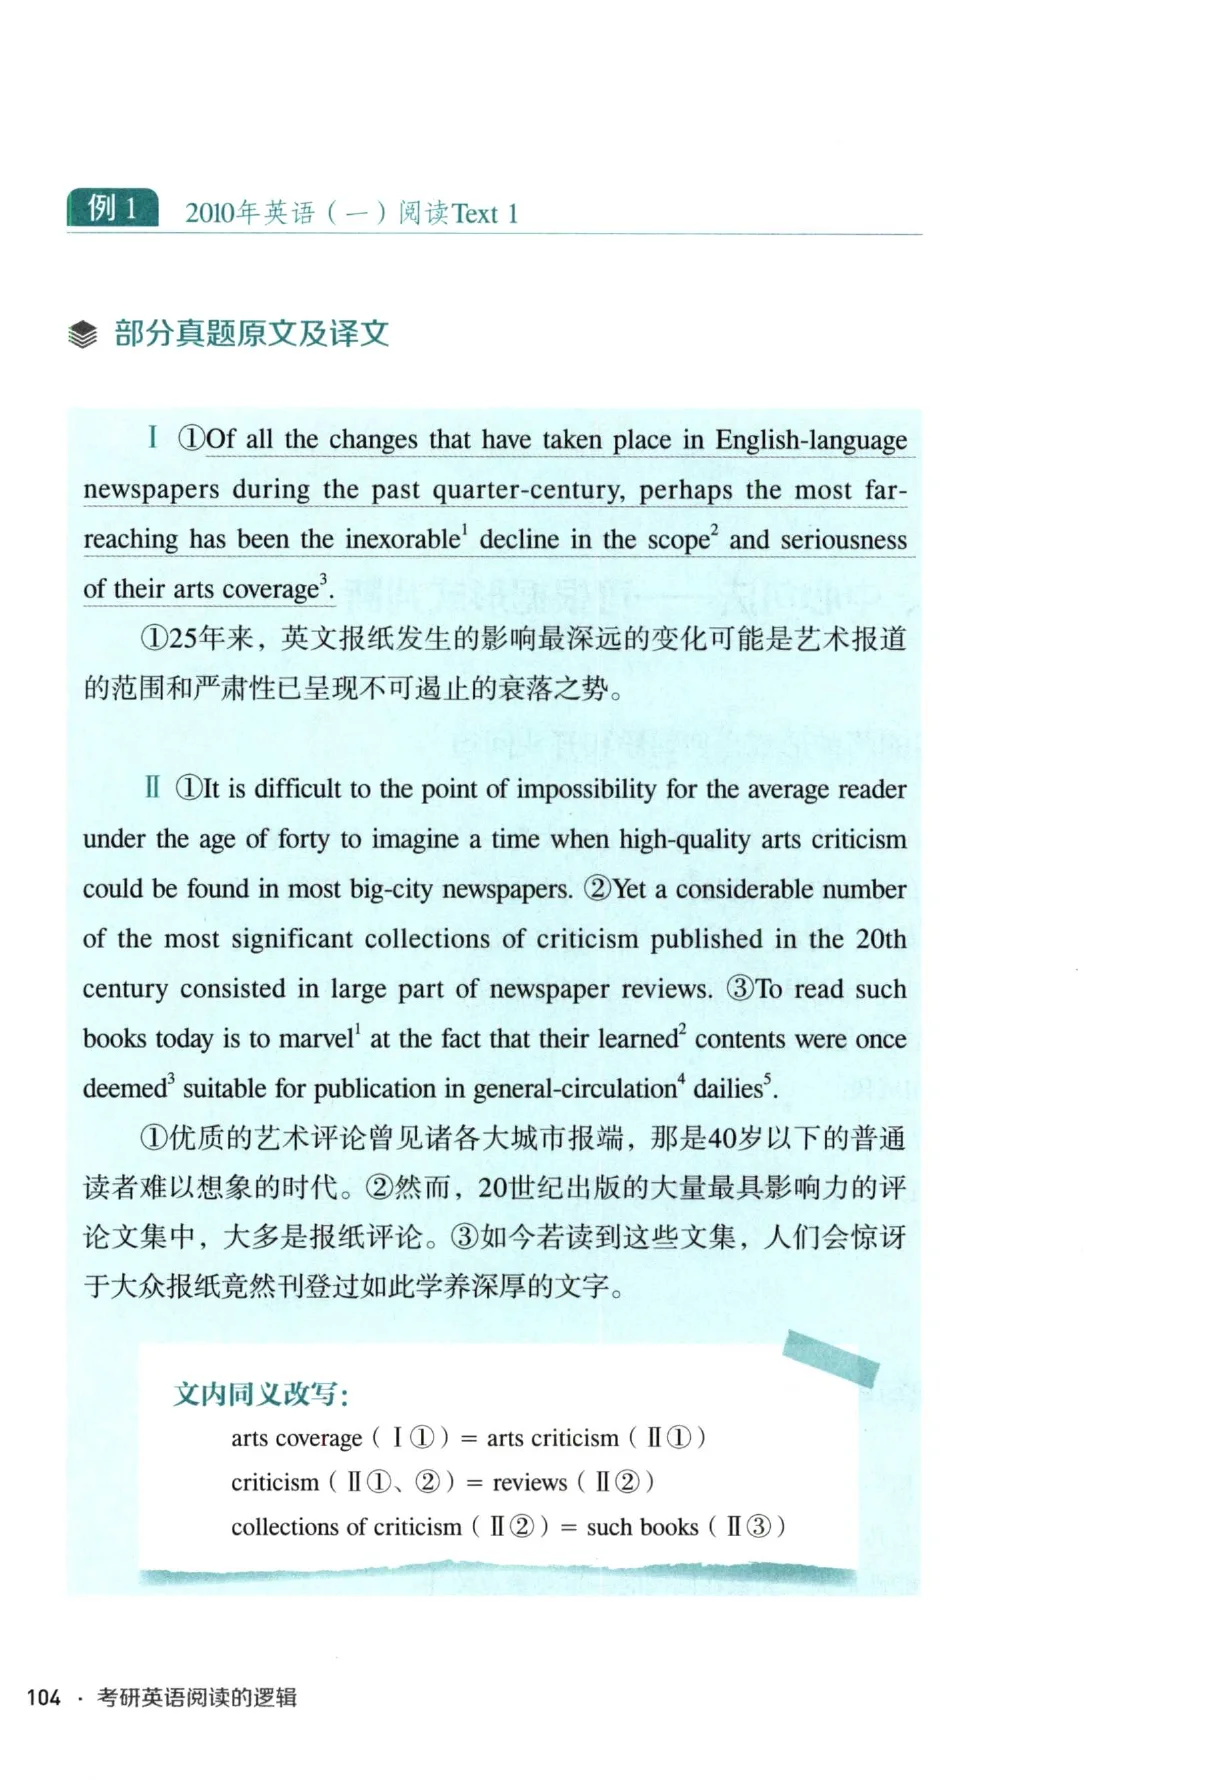 例1 2010年英语(一)阅读Text 1
部分真题原文及译文
Ⅰ ①Of all the changes that have taken place in English-language
newspapers during the past quarter-century, perhaps the most far-
reaching has been the inexorable¹ decline in the scope² and seriousness
of their arts coverage³.
①25年来，英文报纸发生的影响最深远的变化可能是艺术报道
的范围和严肃性已呈现不可遏止的衰落之势。
Ⅱ ①It is difficult to the point of impossibility for the average reader
under the age of forty to imagine a time when high-quality arts criticism
could be found in most big-city newspapers. ②Yet a considerable number
of the most significant collections of criticism published in the 20th
century consisted in large part of newspaper reviews. ③To read such
books today is to marvel¹ at the fact that their learned² contents were once
deemed³ suitable for publication in general-circulation⁴ dailies⁵.
①优质的艺术评论曾见诸各大城市报端，那是40岁以下的普通
读者难以想象的时代。②然而，20世纪出版的大量最具影响力的评
论文集中，大多是报纸评论。③如今若读到这些文集，人们会惊讶
于大众报纸竟然刊登过如此学养深厚的文字。
文内同义改写：
arts coverage（Ⅰ①）= arts criticism（Ⅱ①）
criticism（Ⅱ①、②）= reviews（Ⅱ②）
collections of criticism（Ⅱ②）= such books（Ⅱ③）
104 · 考研英语阅读的逻辑